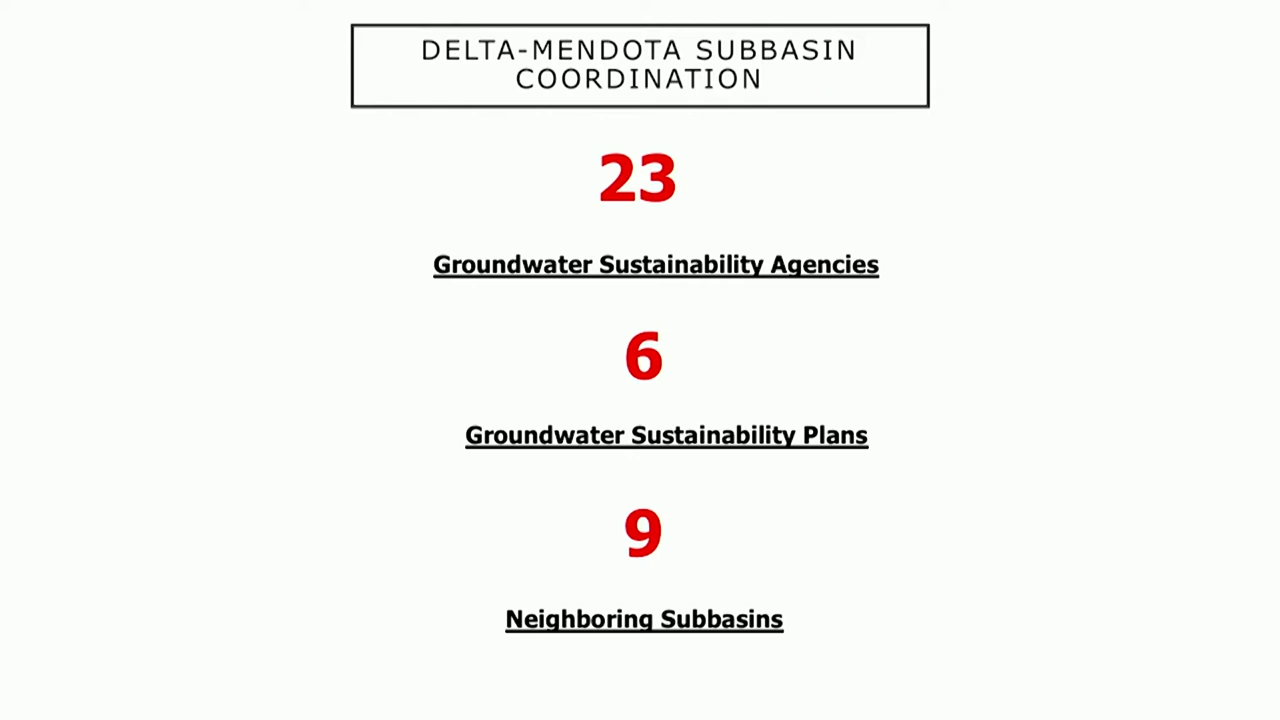 DELTA-MENDOTA SUBBASIN
COORDINATION
23
Groundwater Sustainability Agencies
6
Groundwater Sustainability Plans
9
Neighboring Subbasins